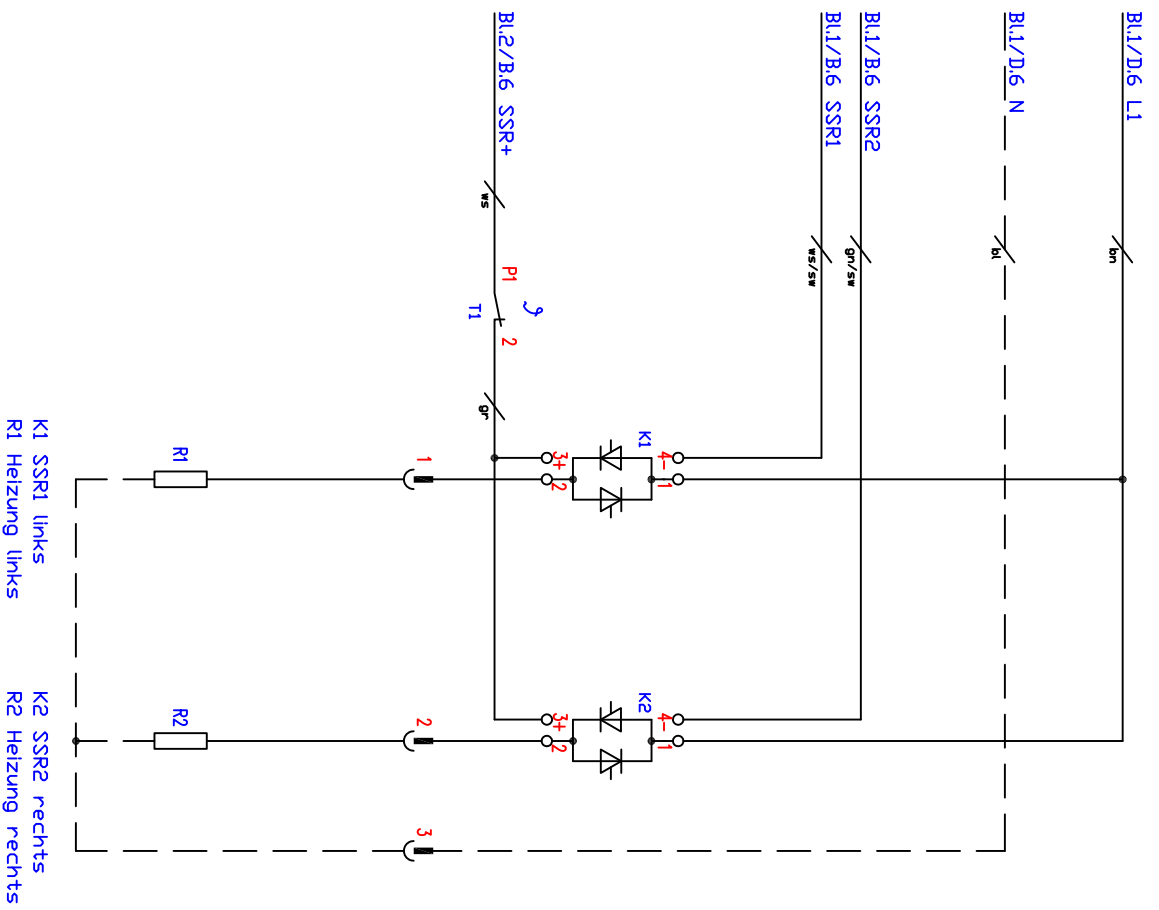 Bl.1/D.6 L1
Bl.1/D.6 N
Bl.1/B.6 SSR2
Bl.1/B.6 SSR1
Bl.2/B.6 SSR+
bn
bl
gn/sw
ws/sw
ws
P1
T1
2
gr
K1
4-
1
3+
2
K2
4-
1
3+
2
1
2
3
R1
R2
K1 SSR1 links
R1 Heizung links
K2 SSR2 rechts
R2 Heizung rechts